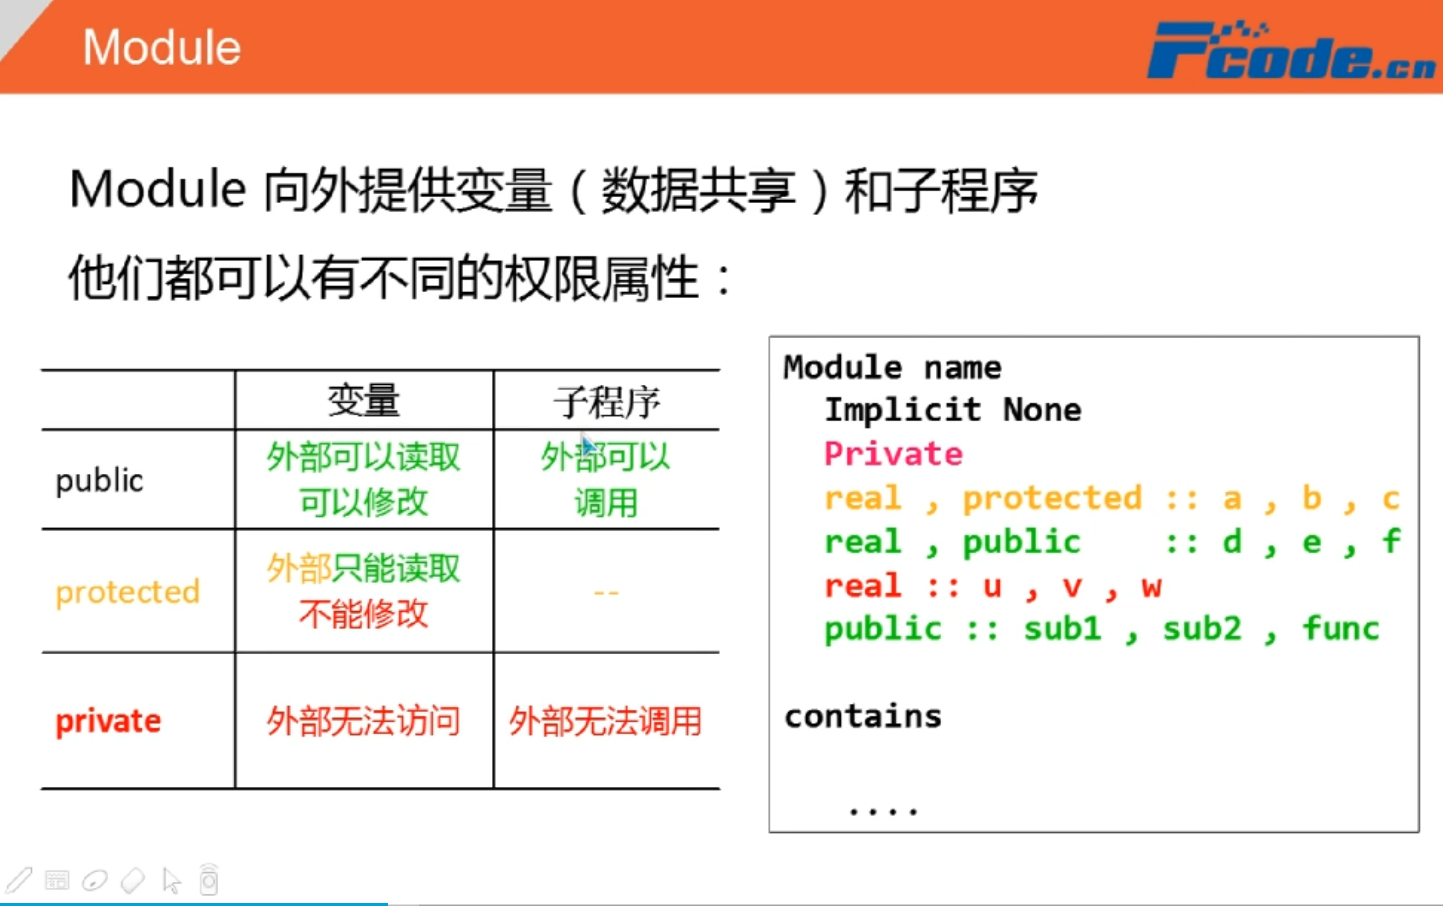 Module
Fcode.cn
Module 向外提供变量（数据共享）和子程序
他们都可以有不同的权限属性：
变量 子程序
public 外部可以读取 可以修改 外部可以 调用
protected 外部只能读取 不能修改 --
private 外部无法访问 外部无法调用
Module name
Implicit None
Private
real , protected :: a , b , c
real , public :: d , e , f
real :: u , v , w
public :: sub1 , sub2 , func
contains
....